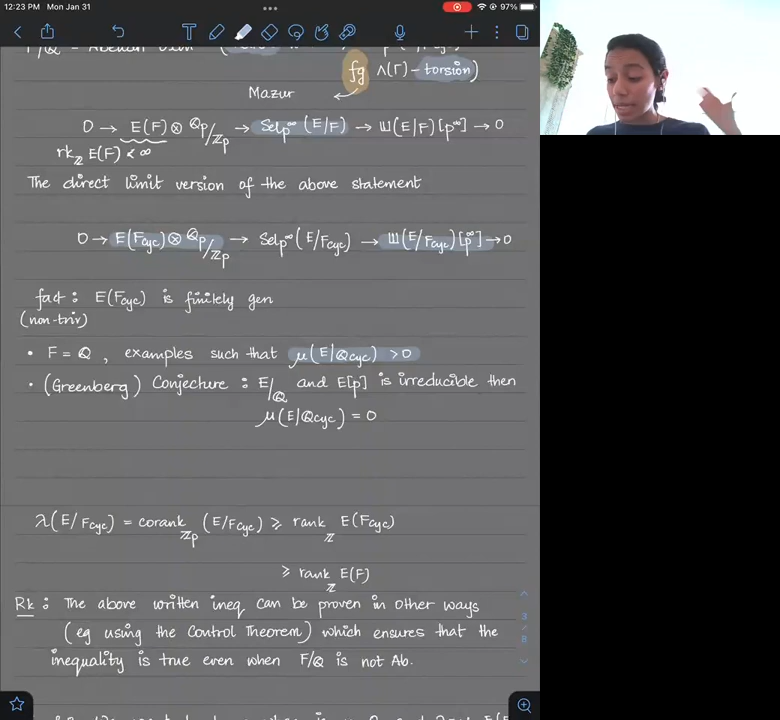 12:23 PM Mon Jan 31
97%
fg Λ(Γ)-torsion)
Mazur
0 → E(F) ⊗ ℚp/ℤp → Selp∞(E/F) → Ш(E/F)[p∞] → 0
rkℤ E(F) < ∞
The direct limit version of the above statement
0 → E(Fcyc) ⊗ ℚp/ℤp → Selp∞(E/Fcyc) → Ш(E/Fcyc)[p∞] → 0
fact : E(Fcyc) is finitely gen
(non-triv)
• F = ℚ , examples such that μ(E|ℚcyc) > 0
• (Greenberg) Conjecture : E/ℚ and E[p] is irreducible then
μ(E|ℚcyc) = 0
λ(E/Fcyc) = corankℤp (E/Fcyc) ≥ rankℤ E(Fcyc)
≥ rankℤ E(F)
Rk : The above written ineq can be proven in other ways
(eg using the Control Theorem) which ensures that the
inequality is true even when F/ℚ is not Ab.
3
8